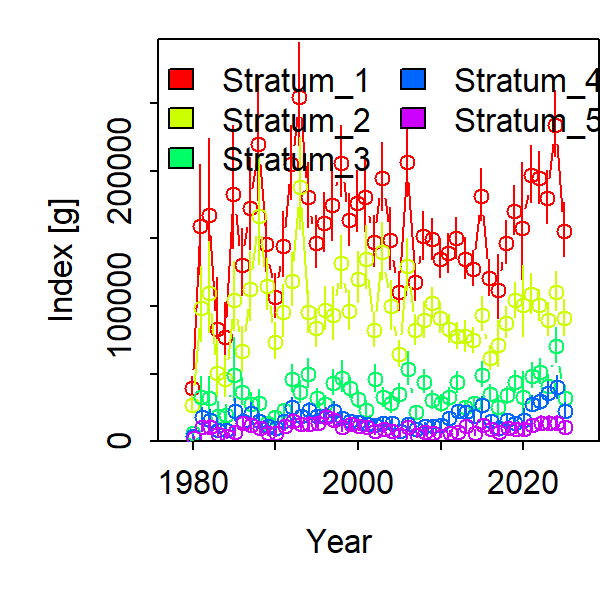 Stratum_1 Stratum_4
Stratum_2 Stratum_5
Stratum_3
Index [g]
200000
100000
0
1980 2000 2020
Year